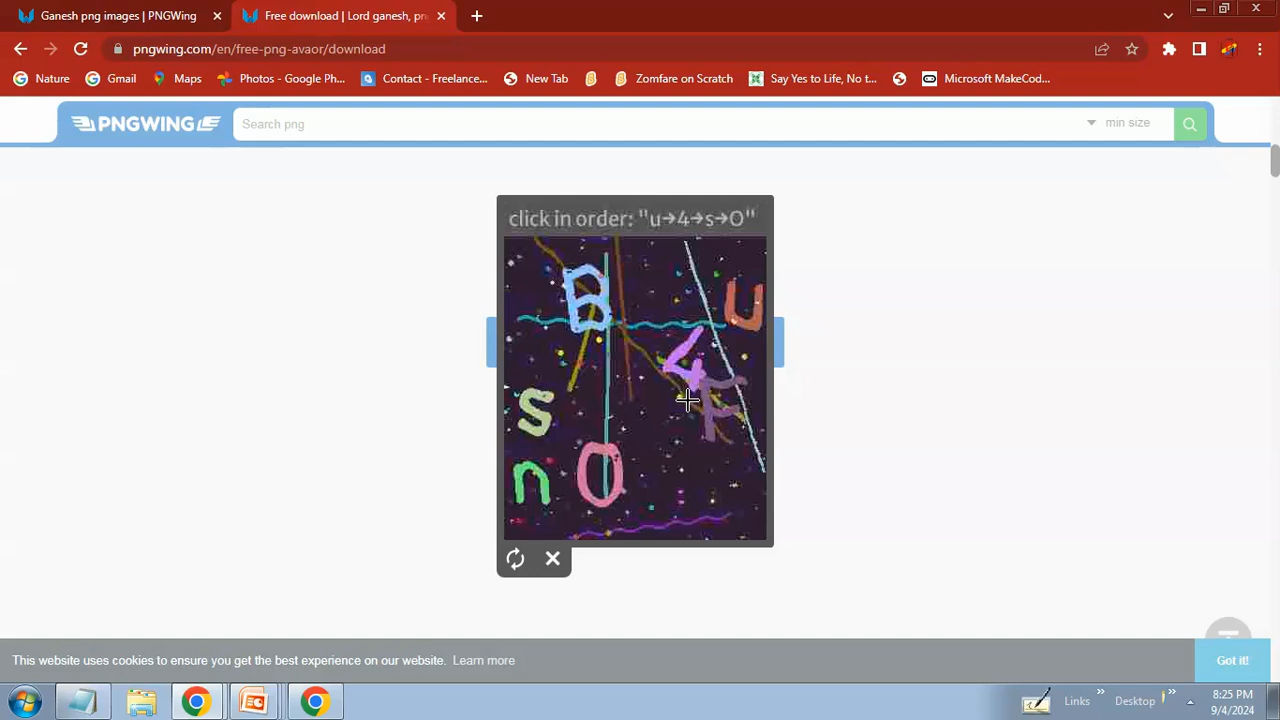 Ganesh png images | PNGWing
Free download | Lord ganesh, pn
pngwing.com/en/free-png-avaor/download
Nature
Gmail
Maps
Photos - Google Ph...
Contact - Freelance...
New Tab
Zomfare on Scratch
Say Yes to Life, No t...
Microsoft MakeCod...
PNGWING
Search png
min size
click in order: "u→4→s→O"
B
U
4
F
s
n
O
This website uses cookies to ensure you get the best experience on our website. Learn more
Got it!
Links
Desktop
8:25 PM
9/4/2024